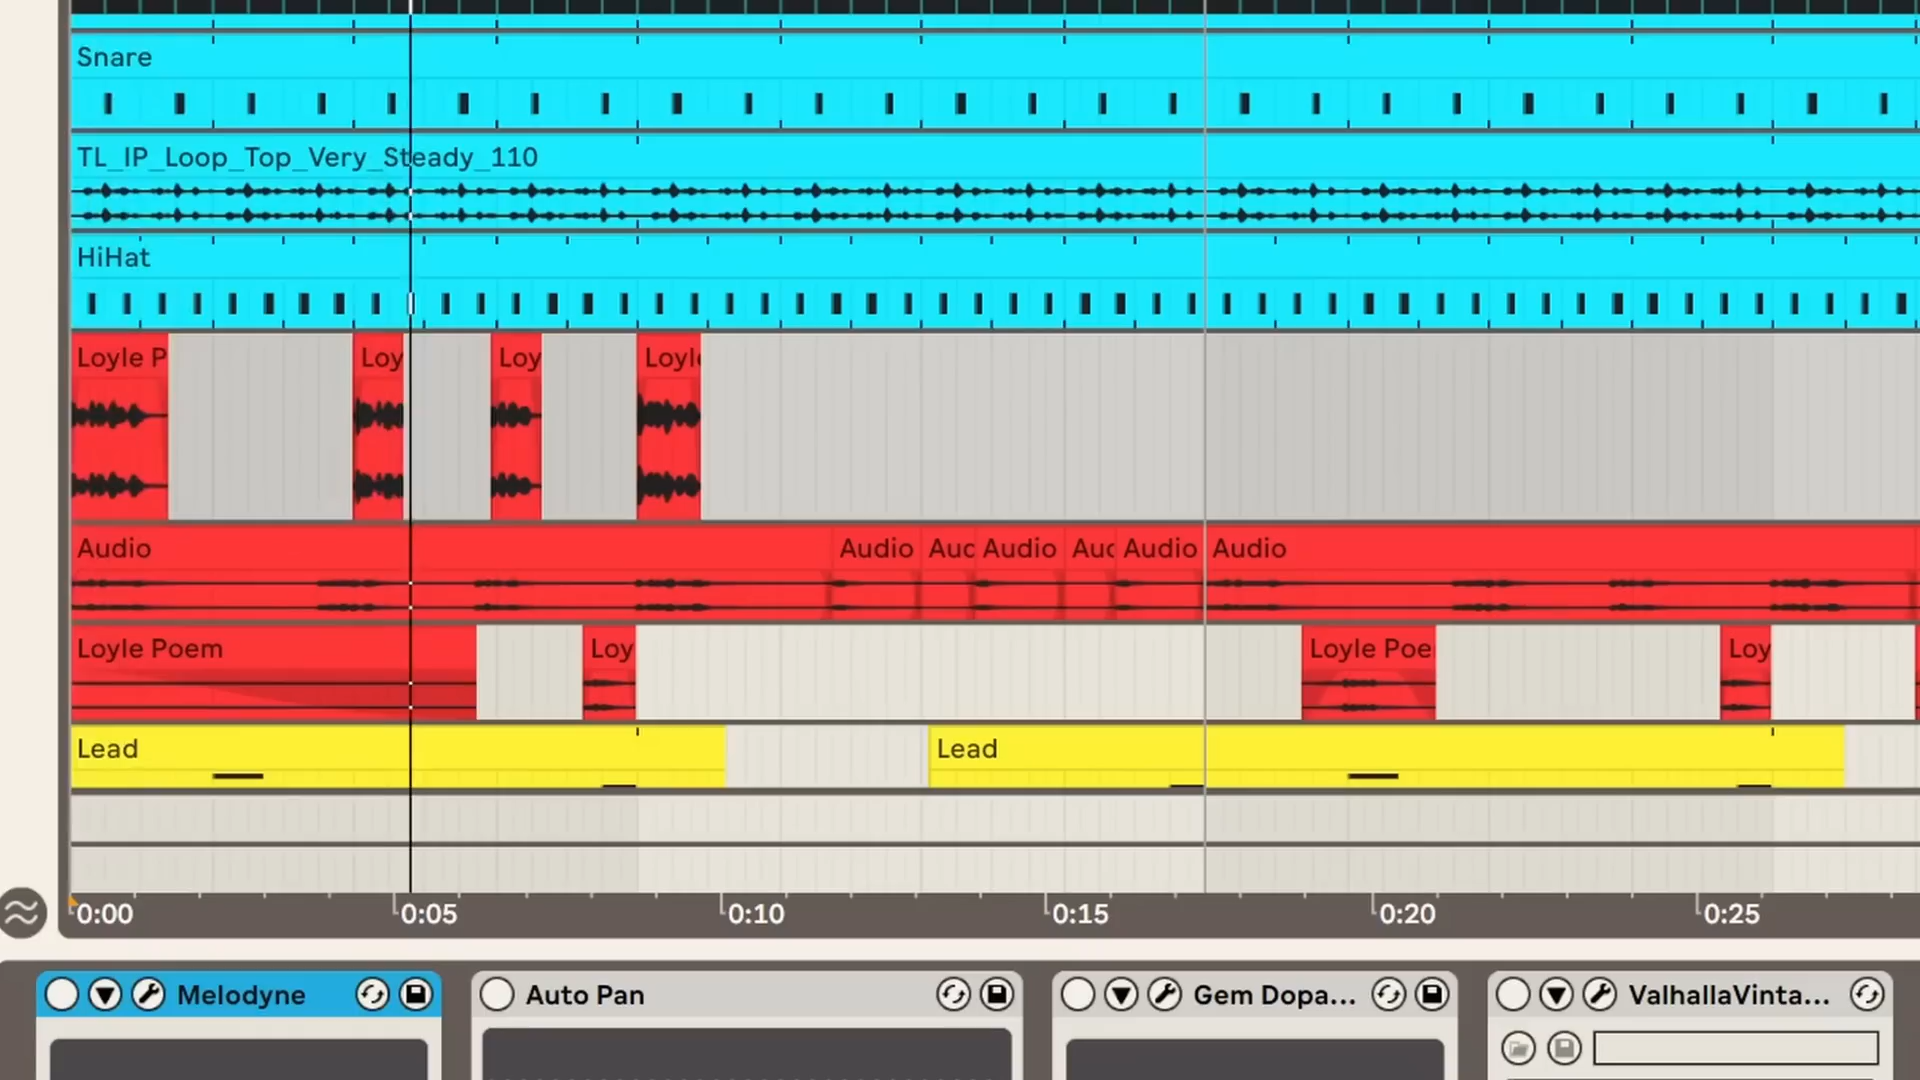 Snare
TL_IP_Loop_Top_Very_Steady_110
HiHat
Loyle P Loy Loy Loyl
Audio Audio Auc Audio Auc Audio Audio
Loyle Poem Loy Loyle Poe Loy
Lead Lead
0:00 0:05 0:10 0:15 0:20 0:25
Melodyne Auto Pan Gem Dopa... ValhallaVinta...